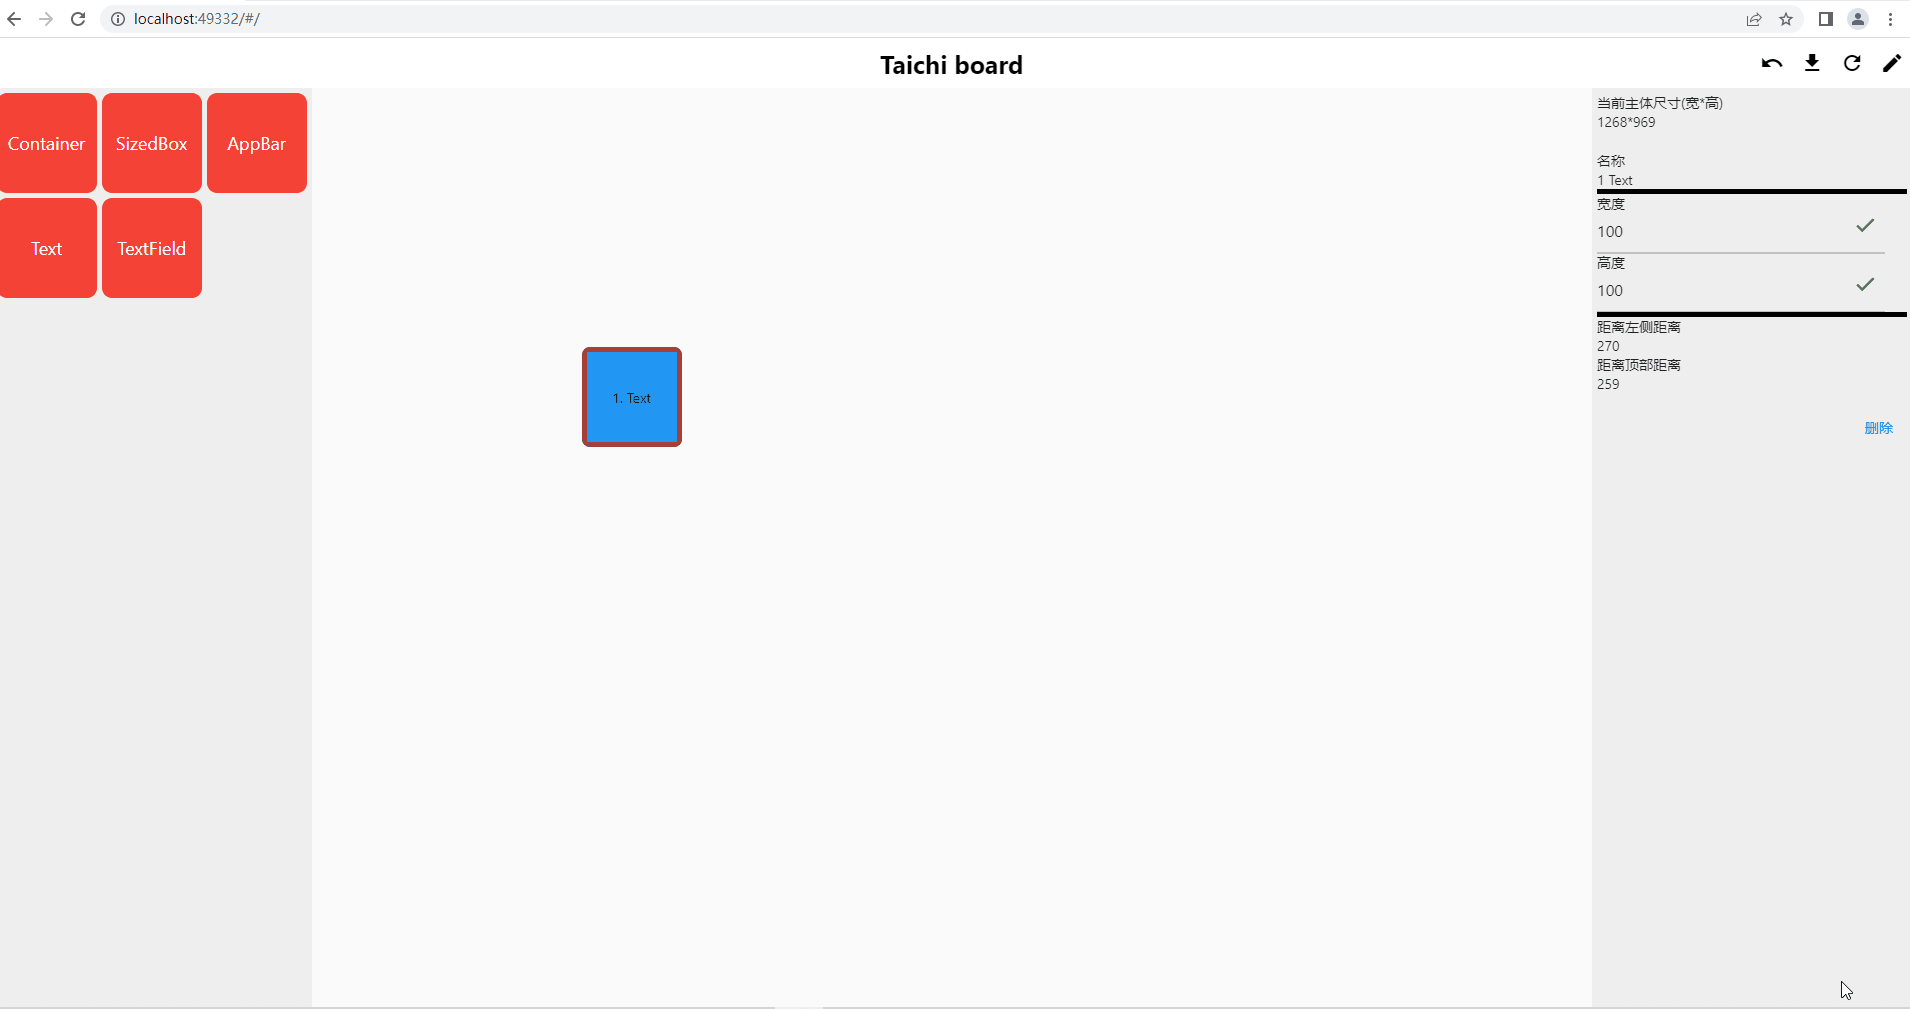 localhost:49332/#/
Taichi board
Container
SizedBox
AppBar
Text
TextField
1. Text
当前主体尺寸(宽*高)
1268*969
名称
1 Text
宽度
100
高度
100
距离左侧距离
270
距离顶部距离
259
删除